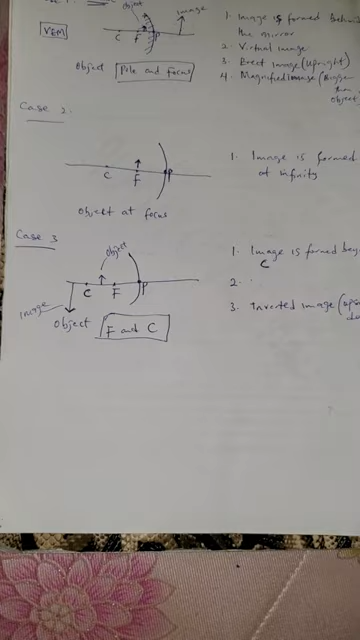 Case 1.
Object
Image
VIM
C F P
Object Pole and Focus
1. Image is formed behind
the mirror
2. Virtual image
3. Erect Image (Upright)
4. Magnified image (Bigger
than
object
Case 2.
C F P
Object at focus
1. Image is formed
at infinity
Case 3
Object
C F P
Image
Object F and C
1. Image is formed bey
C
2.
3. Inverted image (